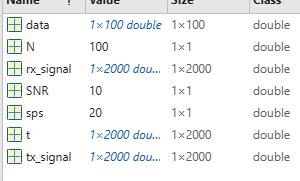 Name Value Size Class
data 1×100 double 1×100 double
N 100 1×1 double
rx_signal 1×2000 dou... 1×2000 double
SNR 10 1×1 double
sps 20 1×1 double
t 1×2000 dou... 1×2000 double
tx_signal 1×2000 dou... 1×2000 double